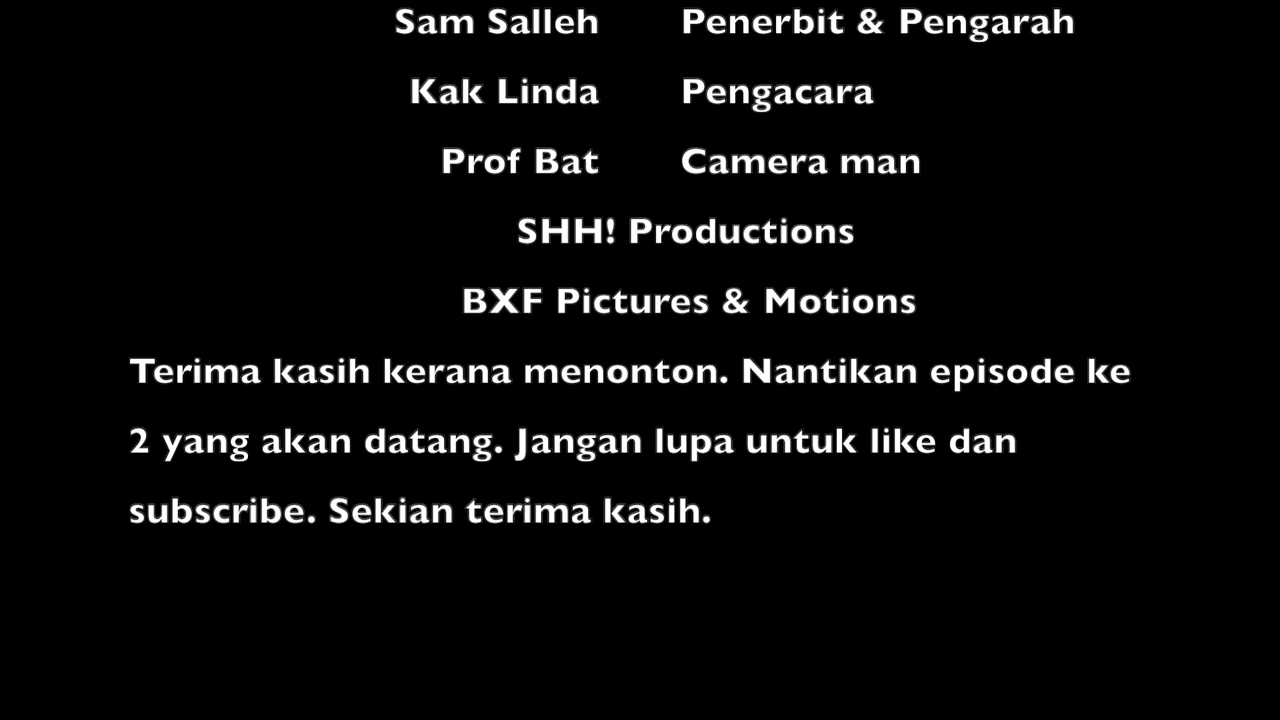 Sam Salleh Penerbit & Pengarah
Kak Linda Pengacara
Prof Bat Camera man
SHH! Productions
BXF Pictures & Motions
Terima kasih kerana menonton. Nantikan episode ke
2 yang akan datang. Jangan lupa untuk like dan
subscribe. Sekian terima kasih.